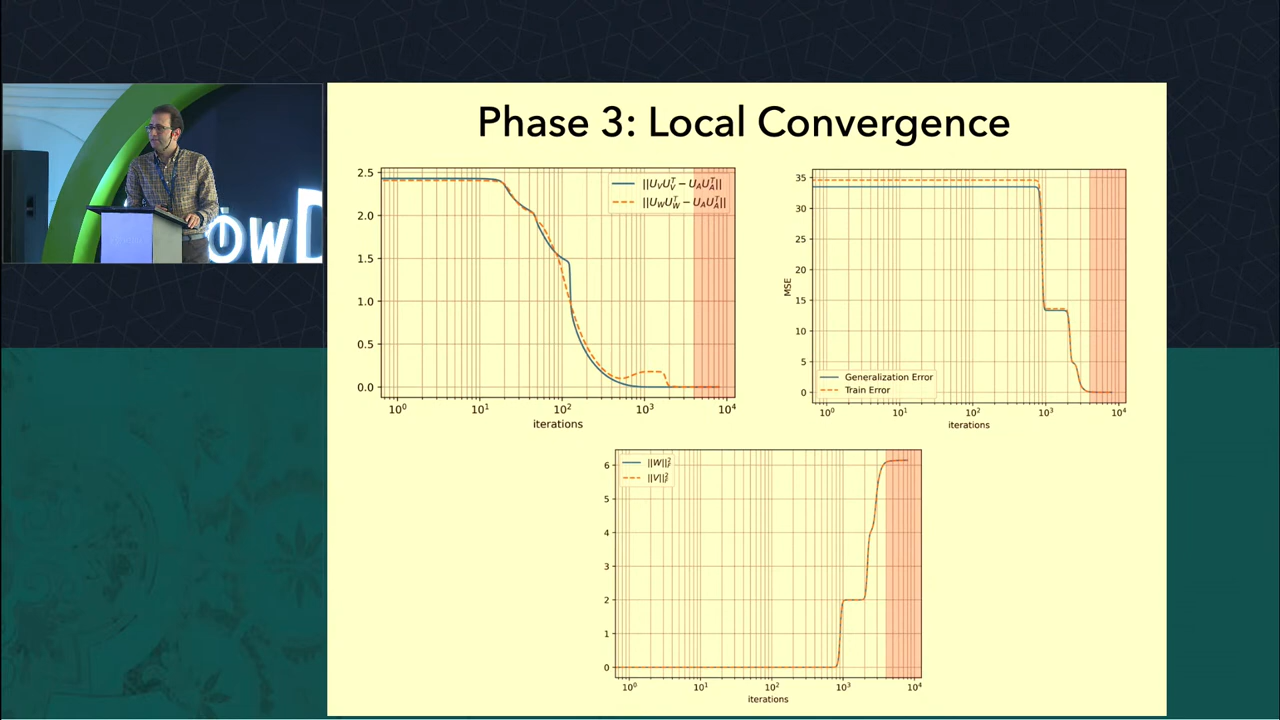 Phase 3: Local Convergence
2.5
2.0
1.5
1.0
0.5
0.0
10⁰ 10¹ 10² 10³ 10⁴
iterations
||U_V U_V^T − U_A U_A^T||
||U_W U_W^T − U_A U_A^T||
35
30
25
20
15
10
5
0
MSE
Generalization Error
Train Error
10⁰ 10¹ 10² 10³ 10⁴
iterations
6
5
4
3
2
1
0
||W||_F^2
||V||_F^2
10⁰ 10¹ 10² 10³ 10⁴
iterations
OWD